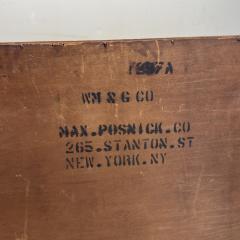 WM & G CO
MAX.POSNICK.CO
265.STANTON.ST
NEW.YORK.NY